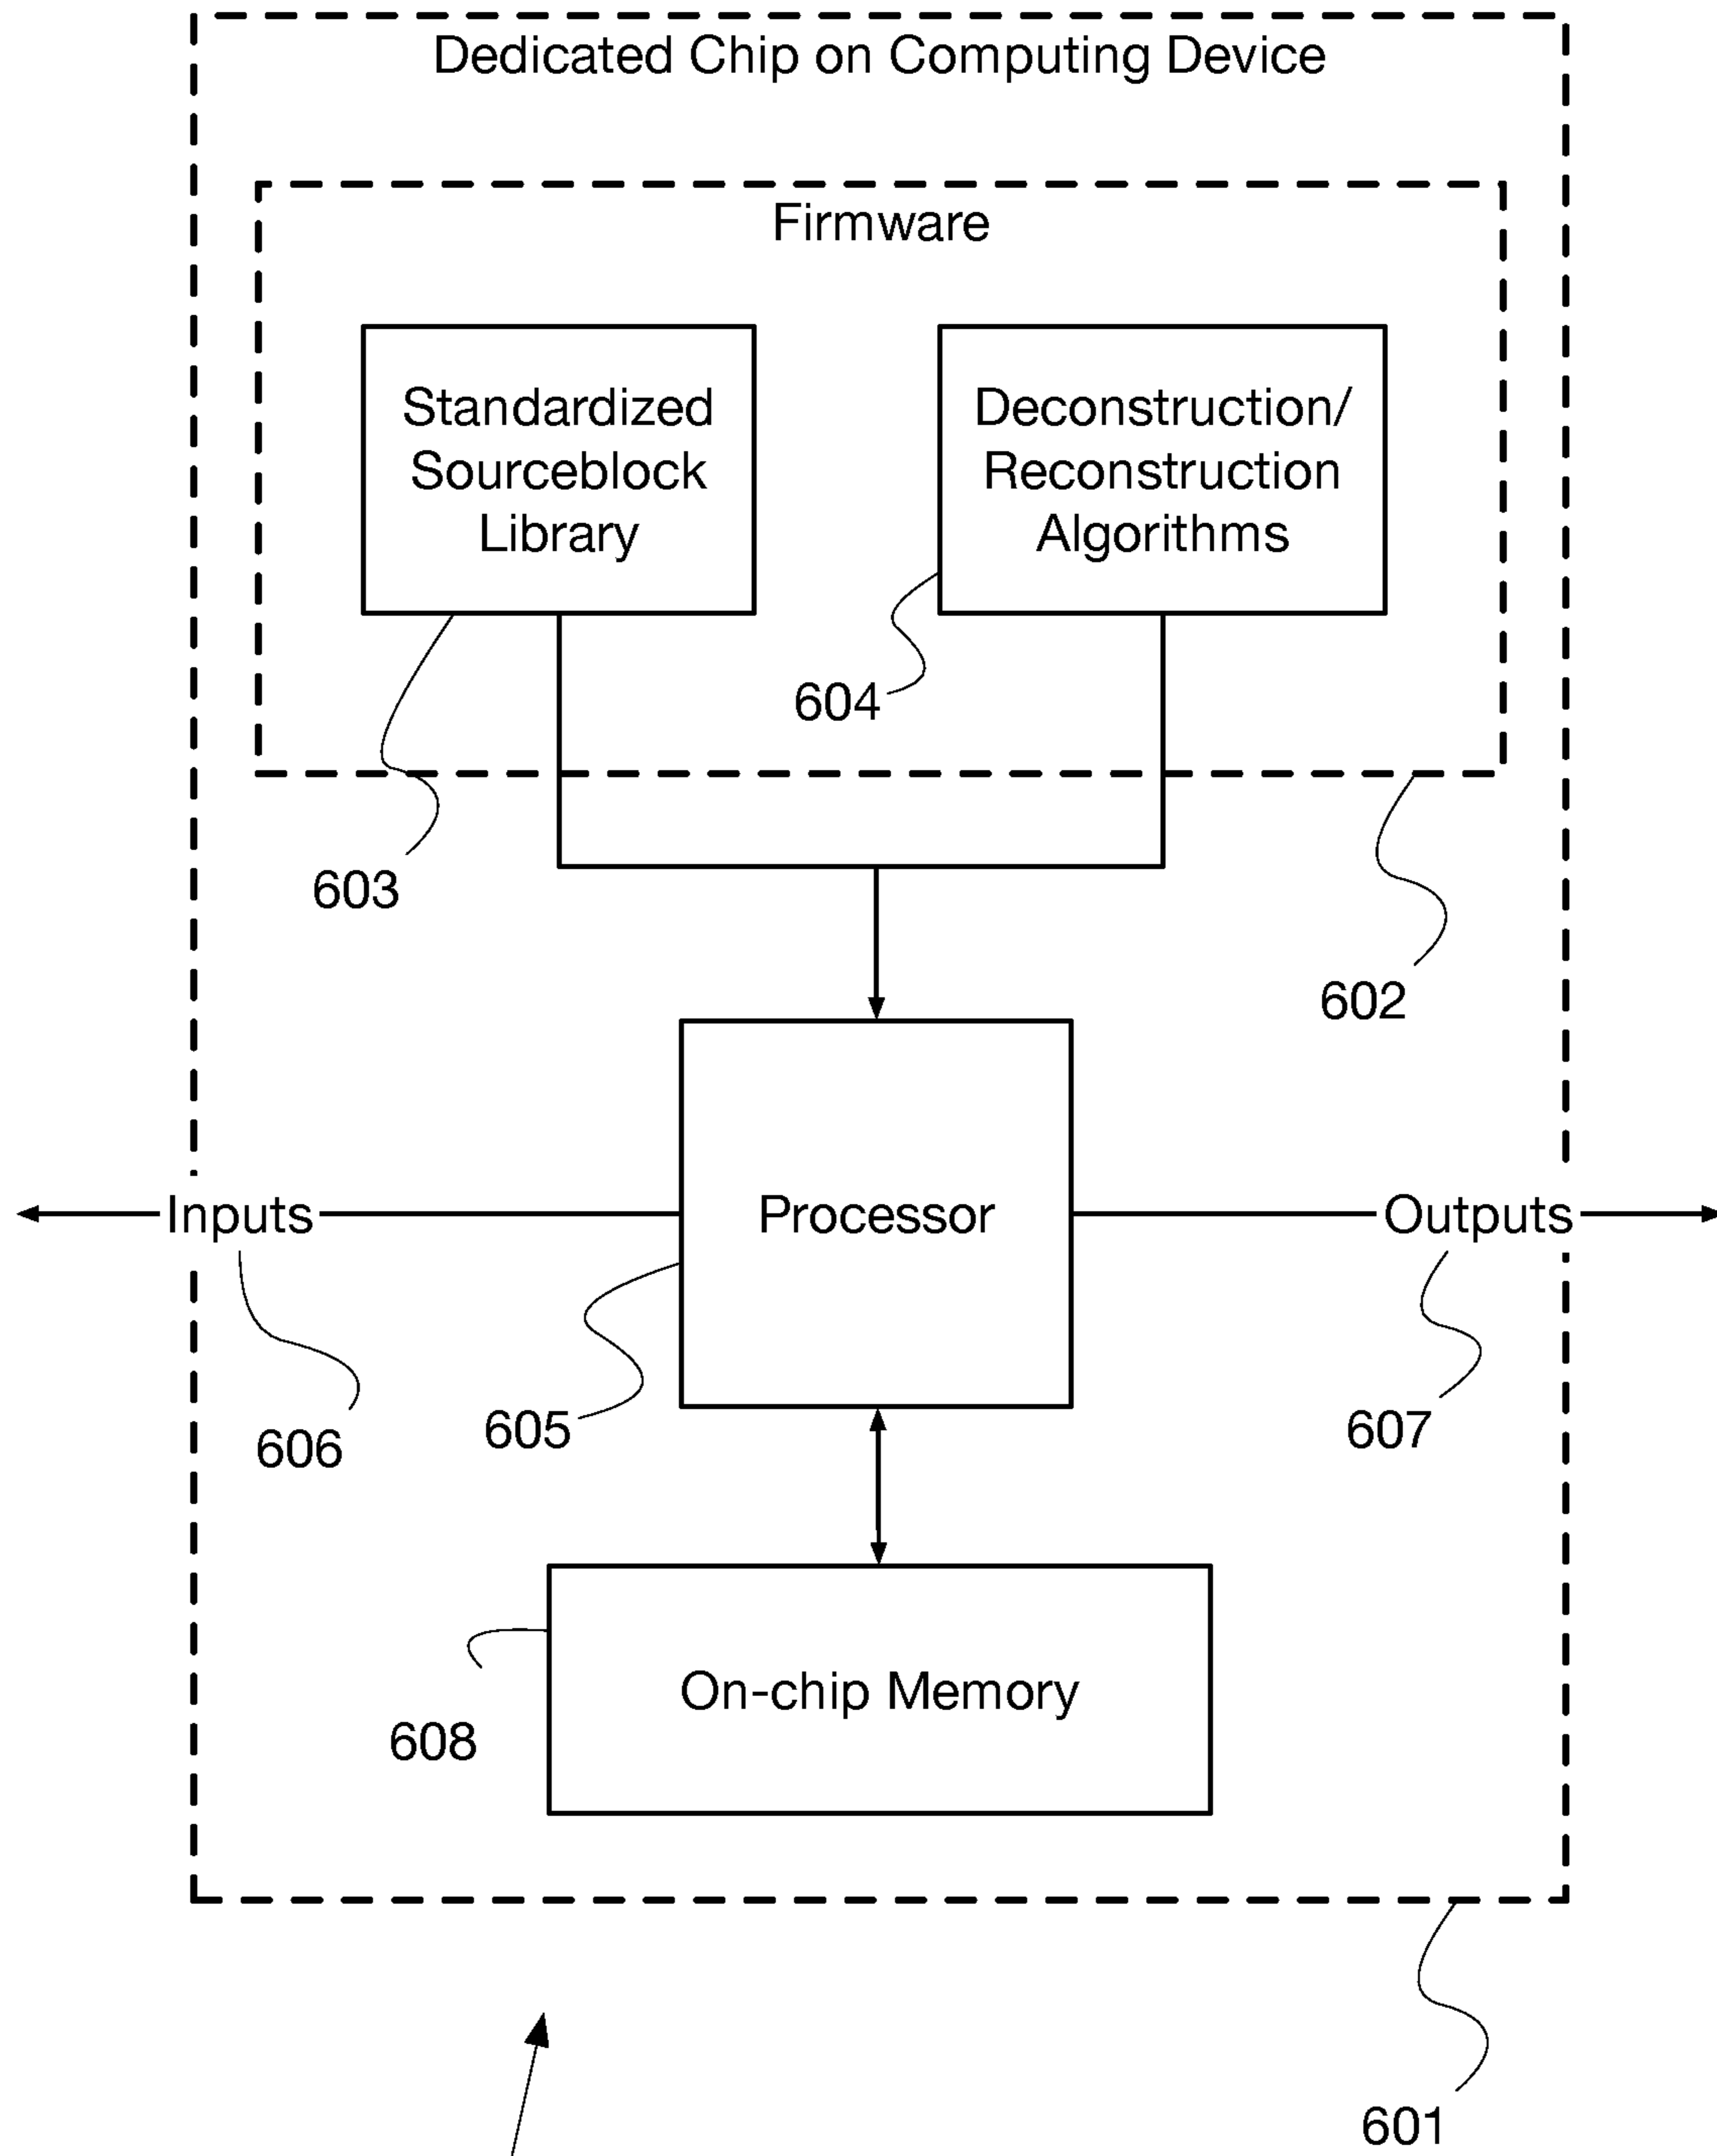 Dedicated Chip on Computing Device
Firmware
Standardized
Sourceblock
Library
Deconstruction/
Reconstruction
Algorithms
604
603
602
Inputs
Processor
Outputs
606
605
607
On-chip Memory
608
601